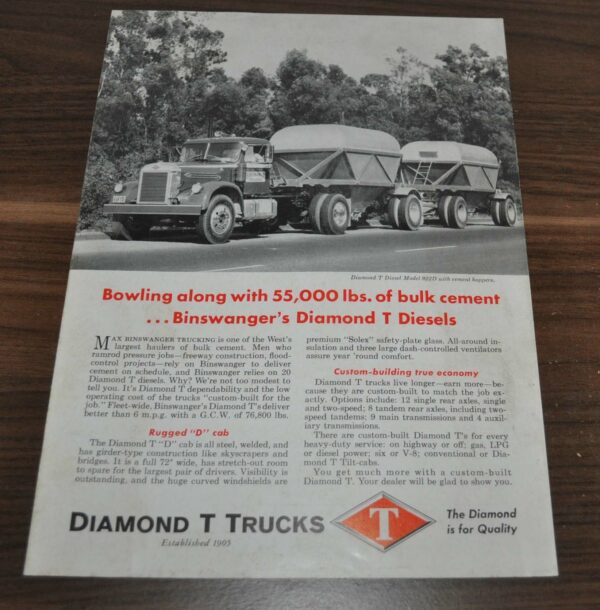 Diamond T Diesel Model 922D with cement hoppers.
Bowling along with 55,000 lbs. of bulk cement
...Binswanger's Diamond T Diesels
MAX BINSWANGER TRUCKING is one of the West's
largest haulers of bulk cement. Men who
ramrod pressure jobs—freeway construction, flood-
control projects—rely on Binswanger to deliver
cement on schedule, and Binswanger relies on 20
Diamond T diesels. Why? We're not too modest to
tell you. It's Diamond T dependability and the low
operating cost of the trucks "custom-built for the
job." Fleet-wide, Binswanger's Diamond T's deliver
better than 6 m.p.g. with a G.C.W. of 76,800 lbs.
Rugged "D" cab
The Diamond T "D" cab is all steel, welded, and
has girder-type construction like skyscrapers and
bridges. It is a full 72" wide, has stretch-out room
to spare for the largest pair of drivers. Visibility is
outstanding, and the huge curved windshields are
premium "Solex" safety-plate glass. All-around in-
sulation and three large dash-controlled ventilators
assure year 'round comfort.
Custom-building true economy
Diamond T trucks live longer—earn more—be-
cause they are custom-built to match the job ex-
actly. Options include: 12 single rear axles, single
and two-speed; 8 tandem rear axles, including two-
speed tandems; 9 main transmissions and 4 auxil-
iary transmissions.
There are custom-built Diamond T's for every
heavy-duty service: on highway or off; gas, LPG
or diesel power; six or V-8; conventional or Dia-
mond T Tilt-cabs.
You get much more with a custom-built
Diamond T. Your dealer will be glad to show you.
DIAMOND T TRUCKS
Established 1905
T
The Diamond
is for Quality